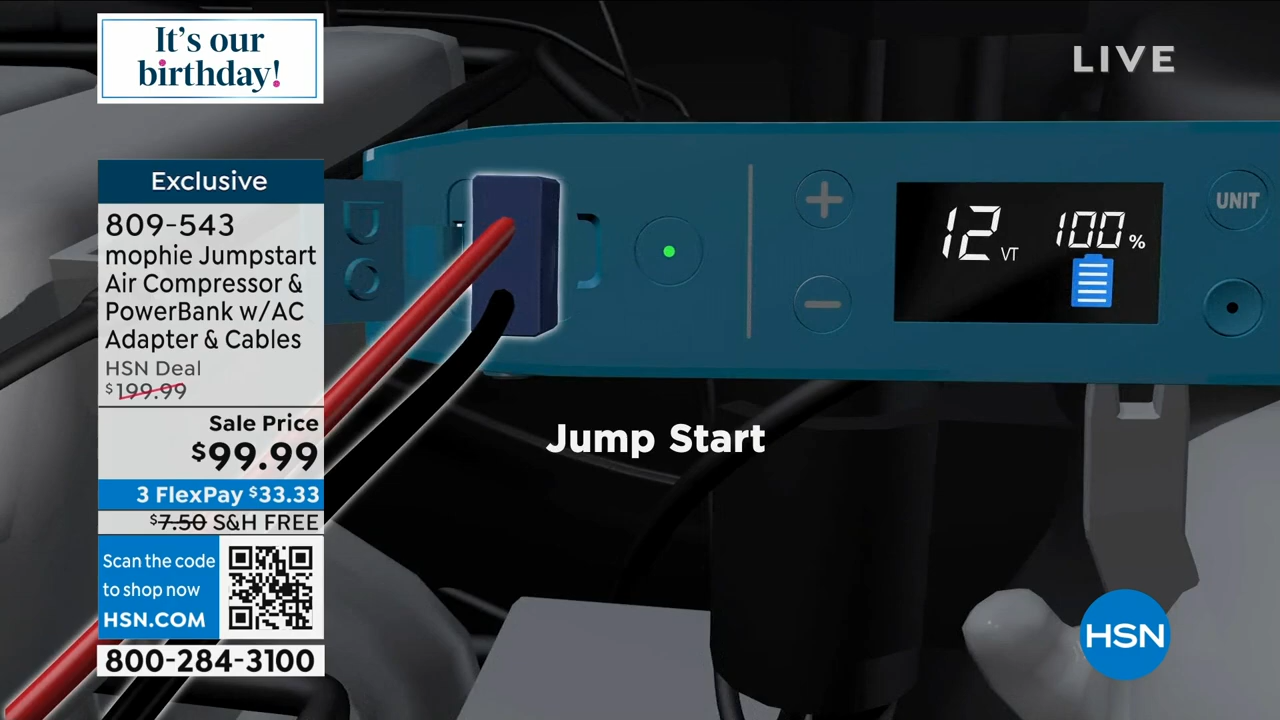 It's our
birthday!
LIVE
Exclusive
809-543
mophie Jumpstart
Air Compressor &
PowerBank w/AC
Adapter & Cables
HSN Deal
$199.99
Sale Price
$99.99
3 FlexPay $33.33
$7.50 S&H FREE
Scan the code
to shop now
HSN.COM
800-284-3100
+
−
12 VT
100 %
UNIT
Jump Start
HSN